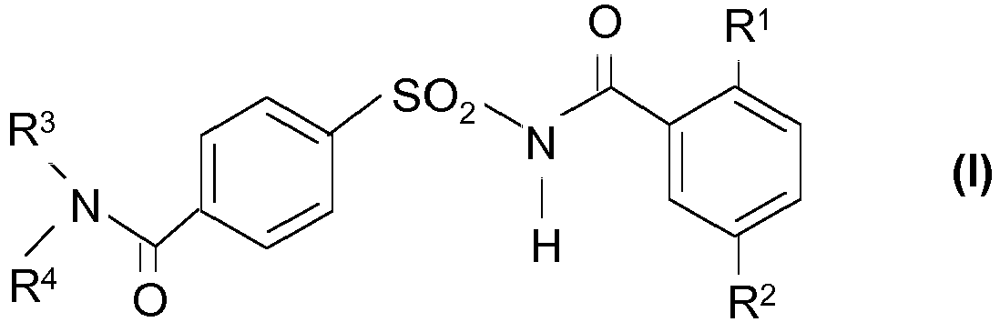 O
R¹
SO₂
R³
N
(I)
N
H
R⁴
O
R²